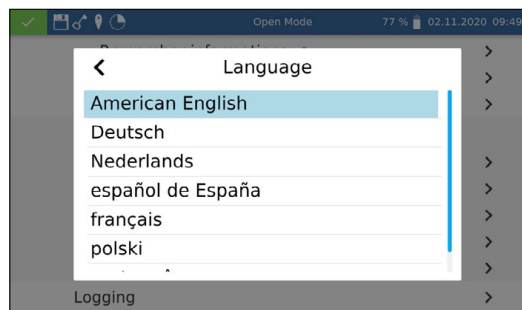 Open Mode 77 % 02.11.2020 09:49
Language
American English
Deutsch
Nederlands
español de España
français
polski
Logging